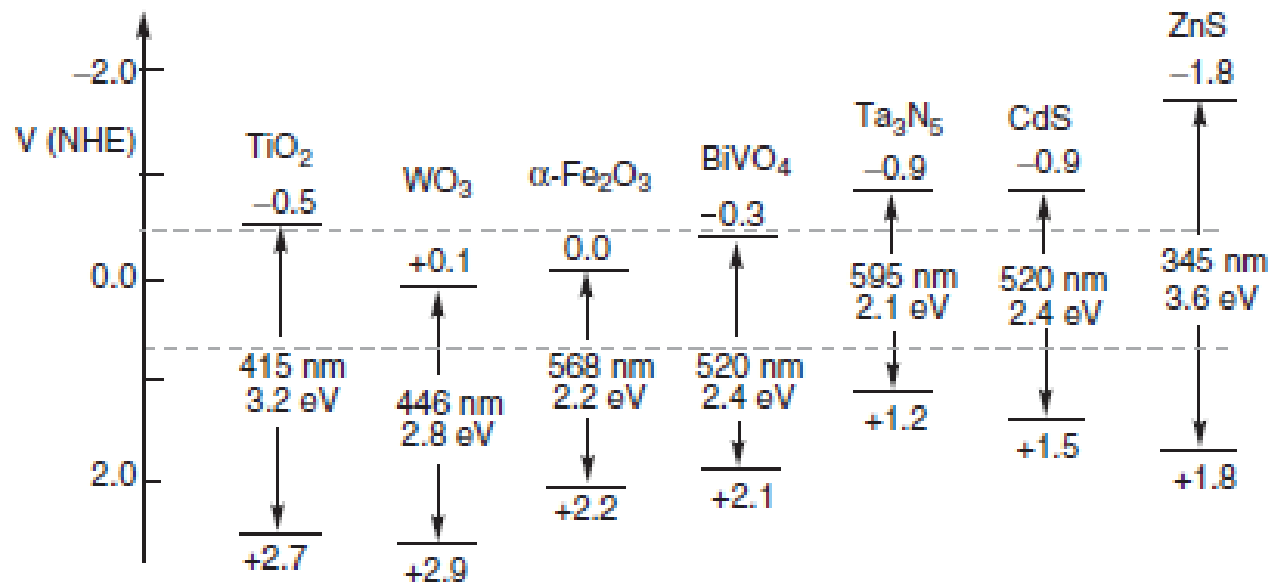 ZnS
−1.8
−2.0
V (NHE)
TiO2
−0.5
WO3
+0.1
α-Fe2O3
0.0
BiVO4
−0.3
Ta3N5
−0.9
CdS
−0.9
0.0
415 nm
3.2 eV
446 nm
2.8 eV
568 nm
2.2 eV
520 nm
2.4 eV
595 nm
2.1 eV
520 nm
2.4 eV
345 nm
3.6 eV
2.0
+2.7
+2.9
+2.2
+2.1
+1.2
+1.5
+1.8